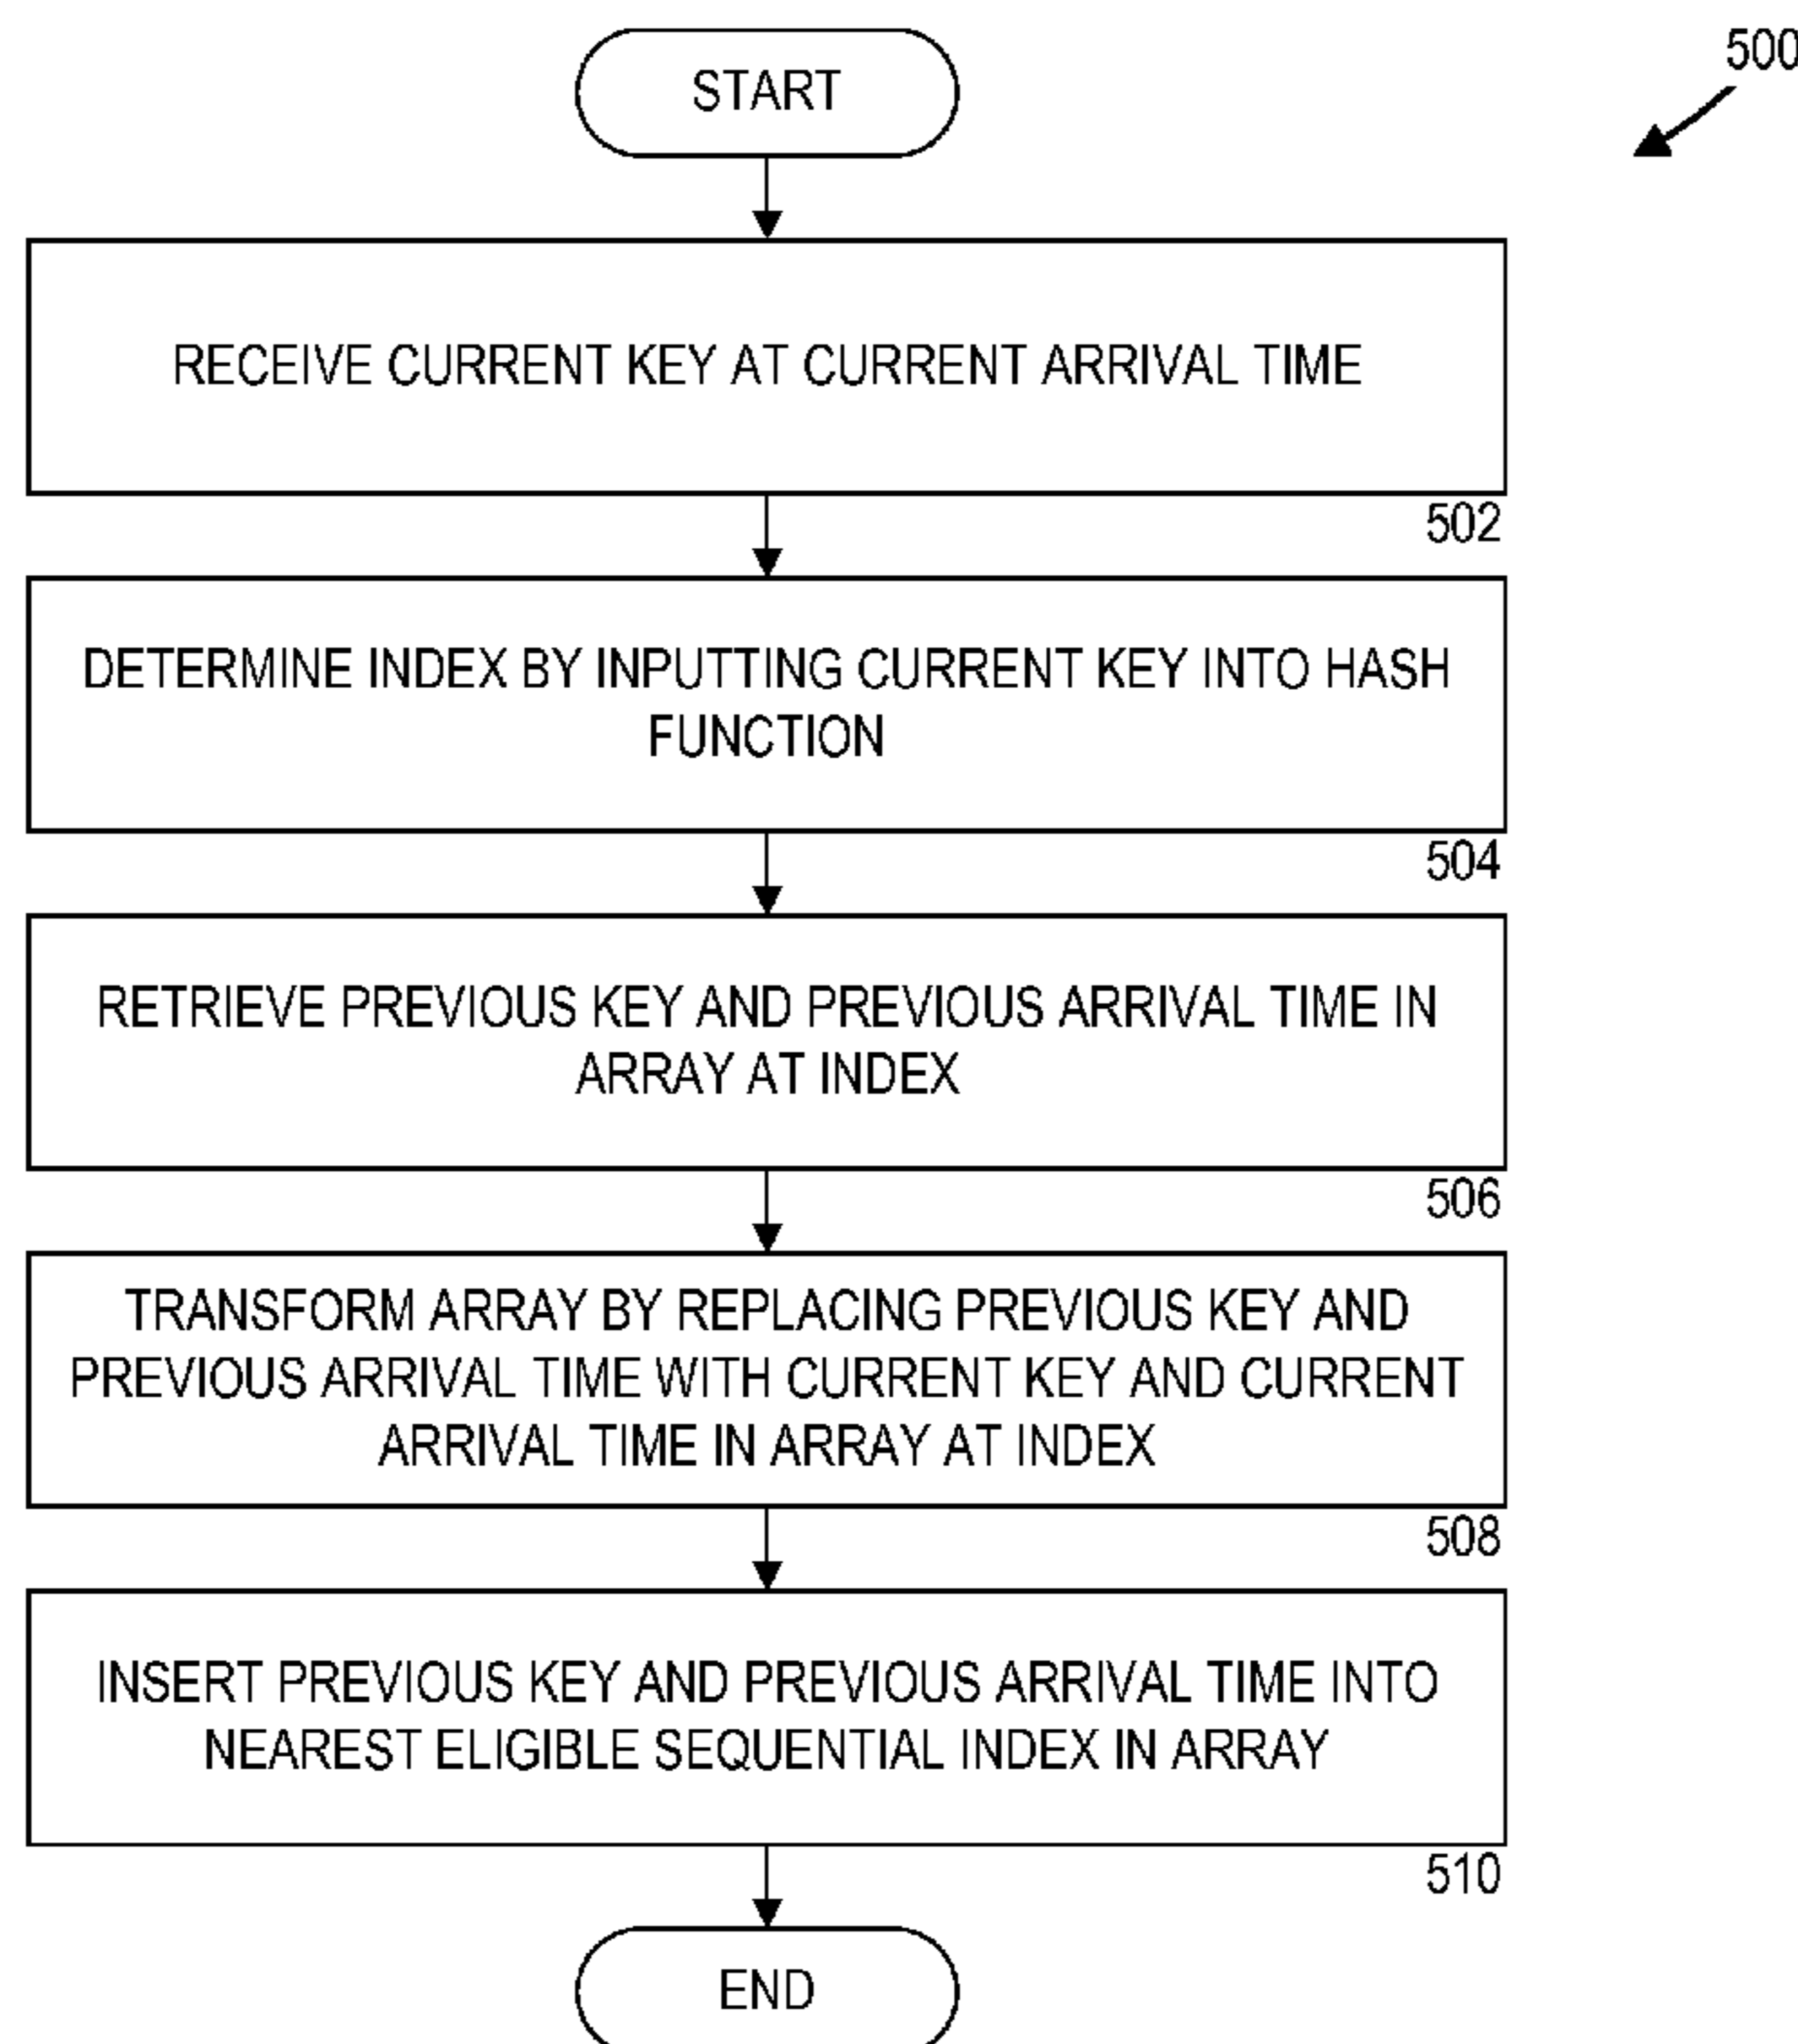 START
500
RECEIVE CURRENT KEY AT CURRENT ARRIVAL TIME
502
DETERMINE INDEX BY INPUTTING CURRENT KEY INTO HASH
FUNCTION
504
RETRIEVE PREVIOUS KEY AND PREVIOUS ARRIVAL TIME IN
ARRAY AT INDEX
506
TRANSFORM ARRAY BY REPLACING PREVIOUS KEY AND
PREVIOUS ARRIVAL TIME WITH CURRENT KEY AND CURRENT
ARRIVAL TIME IN ARRAY AT INDEX
508
INSERT PREVIOUS KEY AND PREVIOUS ARRIVAL TIME INTO
NEAREST ELIGIBLE SEQUENTIAL INDEX IN ARRAY
510
END